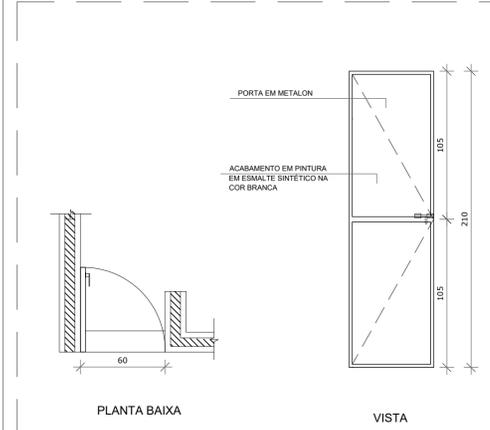 PORTA EM METALON
ACABAMENTO EM PINTURA
EM ESMALTE SINTÉTICO NA
COR BRANCA
105
210
105
60
PLANTA BAIXA
VISTA